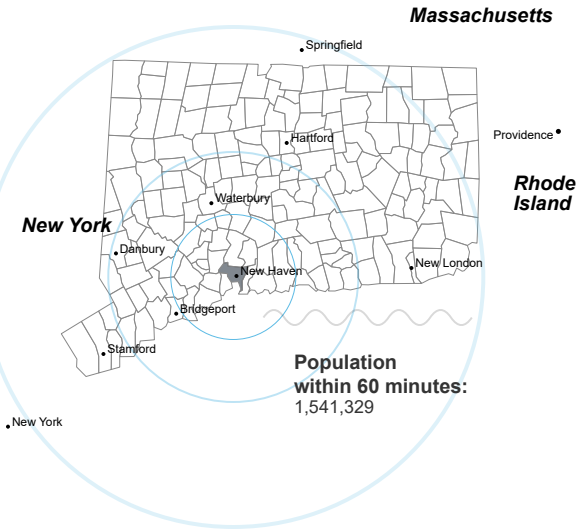 Massachusetts
Springfield
Providence
Hartford
Rhode
Island
Waterbury
New York
Danbury
New London
New Haven
Bridgeport
Stamford
Population
within 60 minutes:
1,541,329
New York